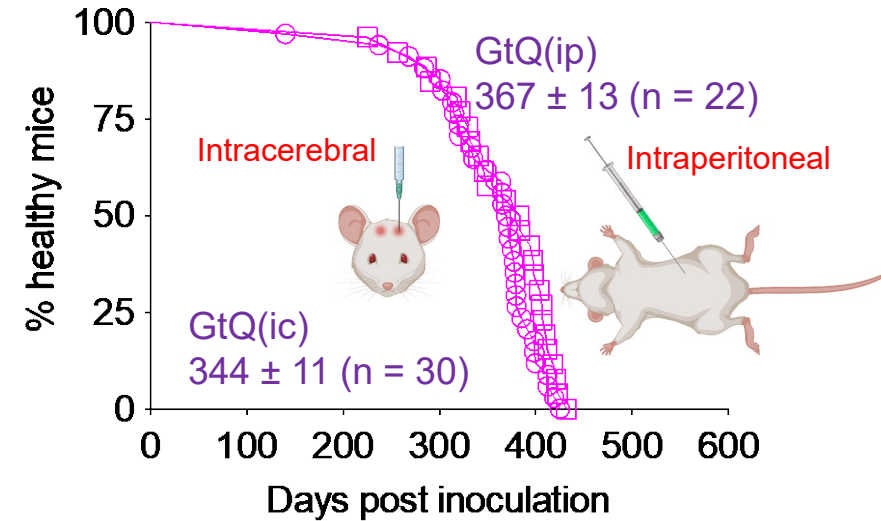 100
75
50
25
0
% healthy mice
GtQ(ip)
367 ± 13 (n = 22)
Intracerebral
Intraperitoneal
GtQ(ic)
344 ± 11 (n = 30)
0 100 200 300 400 500 600
Days post inoculation